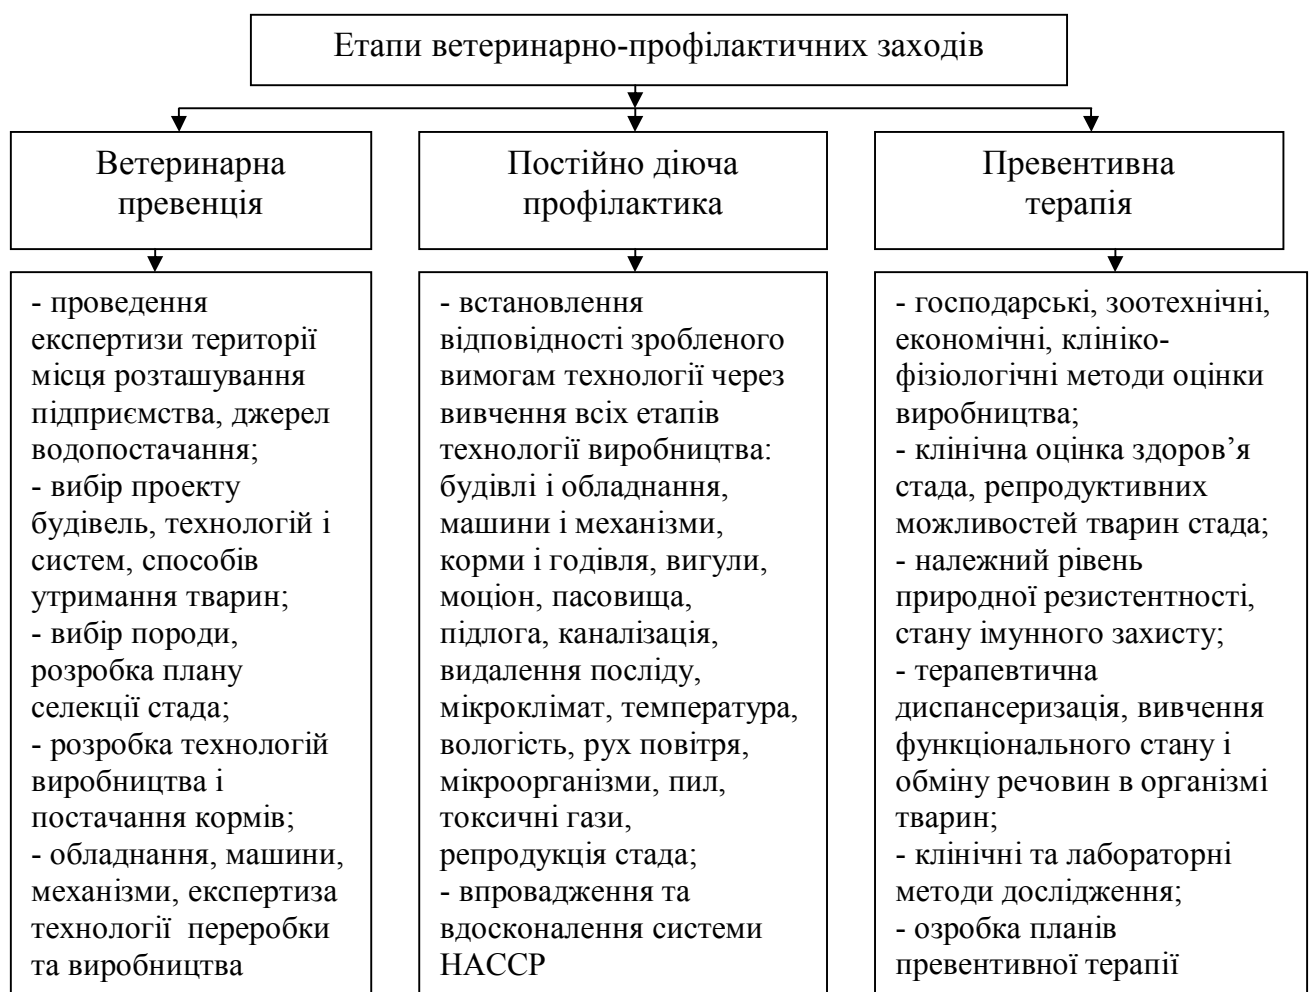 Етапи ветеринарно-профілактичних заходів
Ветеринарна
превенція
Постійно діюча
профілактика
Превентивна
терапія
- проведення
експертизи території
місця розташування
підприємства, джерел
водопостачання;
- вибір проекту
будівель, технологій і
систем, способів
утримання тварин;
- вибір породи,
розробка плану
селекції стада;
- розробка технологій
виробництва і
постачання кормів;
- обладнання, машини,
механізми, експертиза
технології  переробки
та виробництва
- встановлення
відповідності зробленого
вимогам технології через
вивчення всіх етапів
технології виробництва:
будівлі і обладнання,
машини і механізми,
корми і годівля, вигули,
моціон, пасовища,
підлога, каналізація,
видалення посліду,
мікроклімат, температура,
вологість, рух повітря,
мікроорганізми, пил,
токсичні гази,
репродукція стада;
- впровадження та
вдосконалення системи
НАССР
- господарські, зоотехнічні,
економічні, клініко-
фізіологічні методи оцінки
виробництва;
- клінічна оцінка здоров’я
стада, репродуктивних
можливостей тварин стада;
- належний рівень
природної резистентності,
стану імунного захисту;
- терапевтична
диспансеризація, вивчення
функціонального стану і
обміну речовин в організмі
тварин;
- клінічні та лабораторні
методи дослідження;
- озробка планів
превентивної терапії